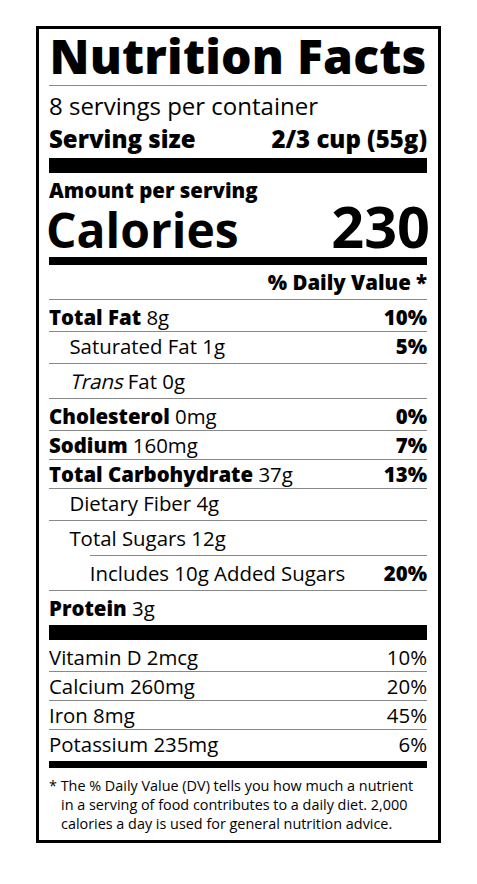 Nutrition Facts
8 servings per container
Serving size 2/3 cup (55g)
Amount per serving
Calories 230
% Daily Value *
Total Fat 8g 10%
Saturated Fat 1g 5%
Trans Fat 0g
Cholesterol 0mg 0%
Sodium 160mg 7%
Total Carbohydrate 37g 13%
Dietary Fiber 4g
Total Sugars 12g
Includes 10g Added Sugars 20%
Protein 3g
Vitamin D 2mcg 10%
Calcium 260mg 20%
Iron 8mg 45%
Potassium 235mg 6%
* The % Daily Value (DV) tells you how much a nutrient
in a serving of food contributes to a daily diet. 2,000
calories a day is used for general nutrition advice.